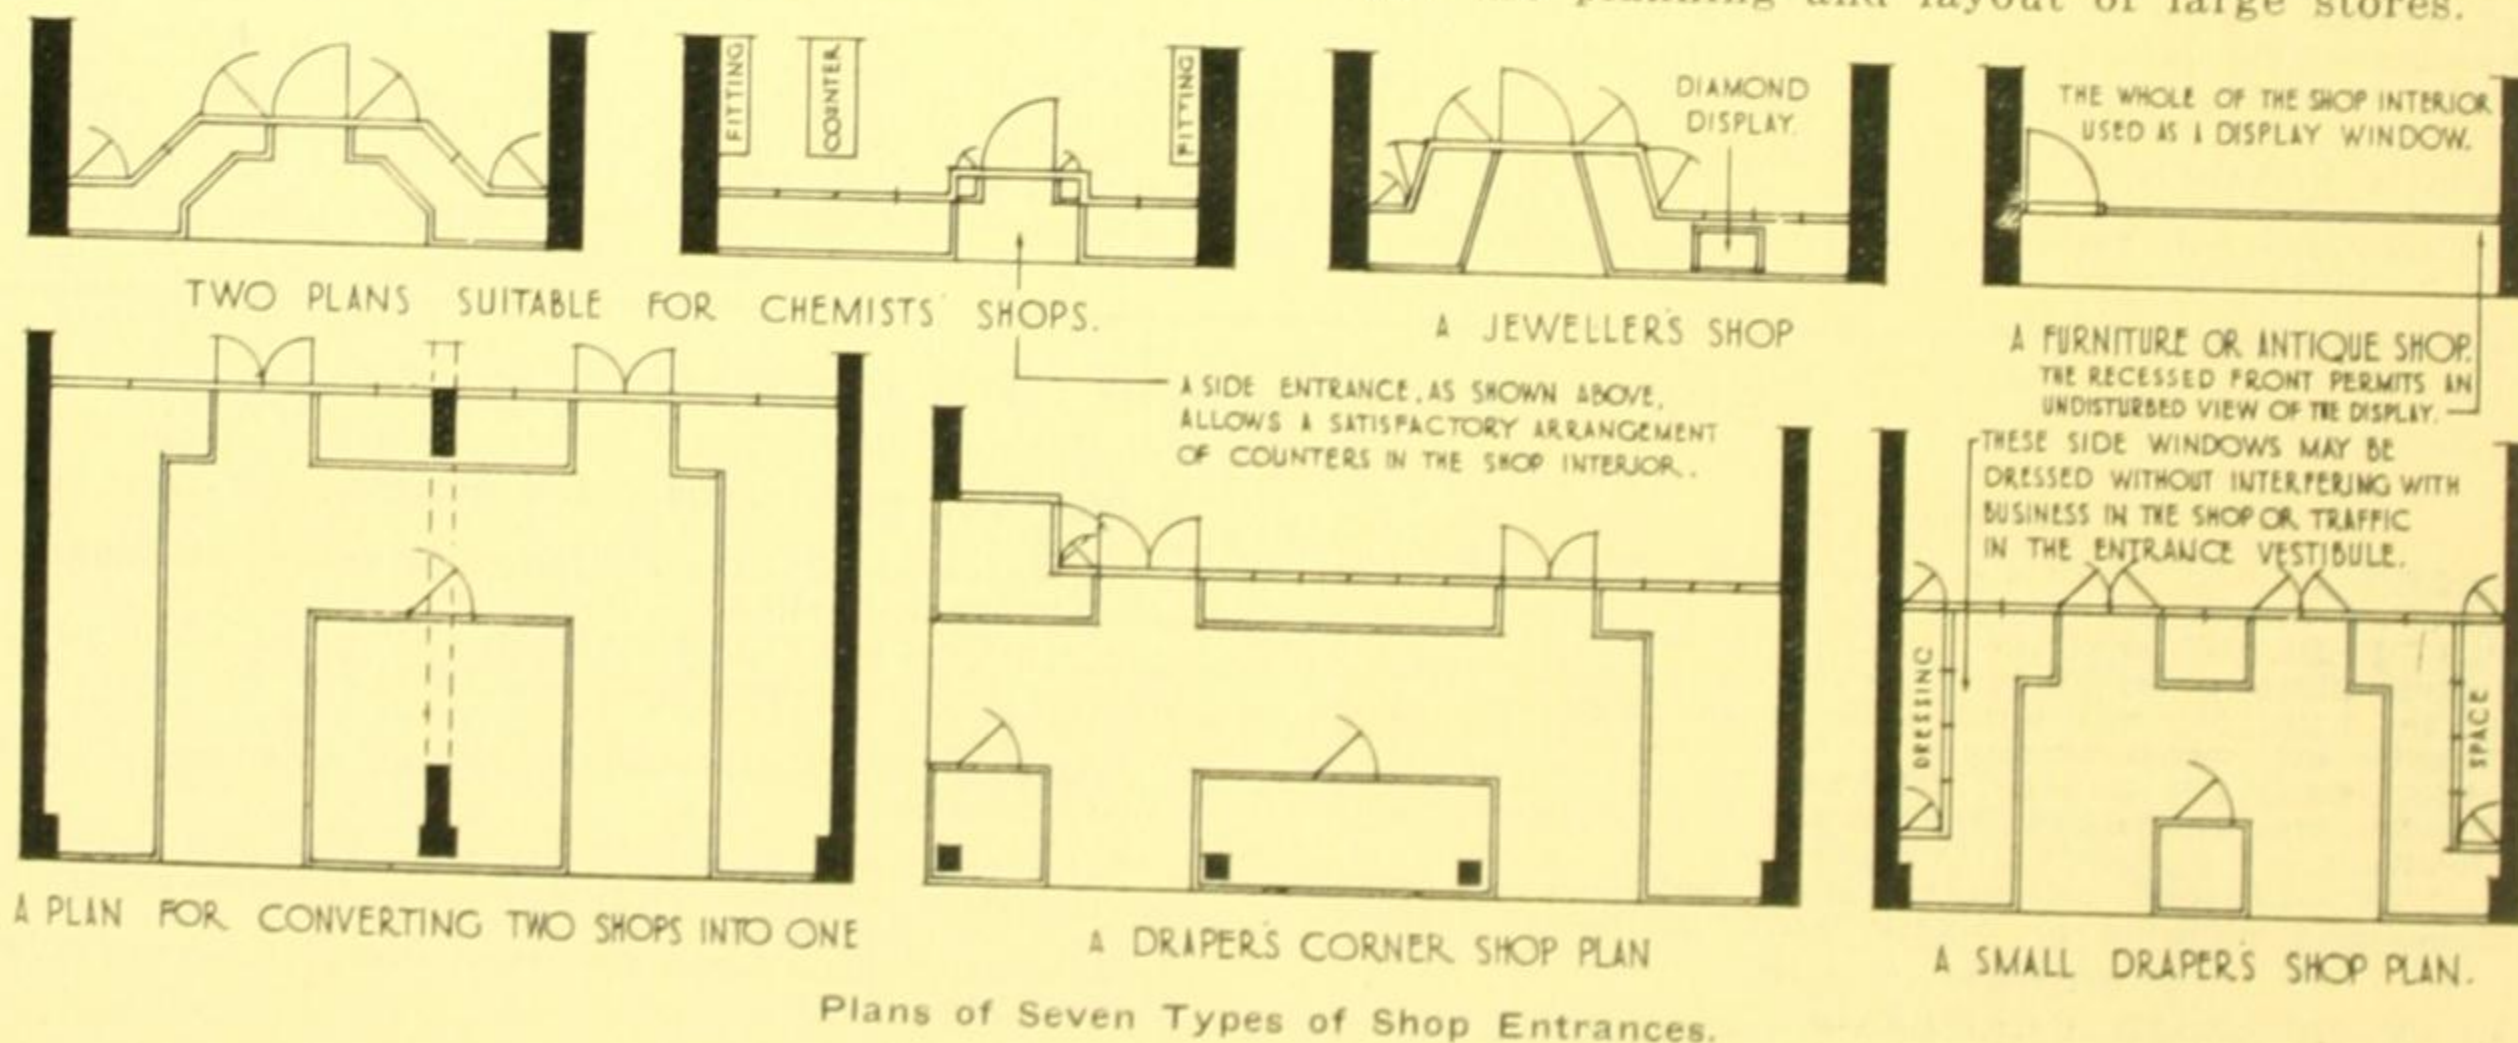 planning and layout of large stores.
FITTING
COUNTER
FITTING
DIAMOND
DISPLAY.
THE WHOLE OF THE SHOP INTERIOR
USED AS A DISPLAY WINDOW.
TWO PLANS SUITABLE FOR CHEMISTS' SHOPS.
A JEWELLER'S SHOP
A FURNITURE OR ANTIQUE SHOP.
THE RECESSED FRONT PERMITS AN
UNDISTURBED VIEW OF THE DISPLAY.
A SIDE ENTRANCE, AS SHOWN ABOVE,
ALLOWS A SATISFACTORY ARRANGEMENT
OF COUNTERS IN THE SHOP INTERIOR.
THESE SIDE WINDOWS MAY BE
DRESSED WITHOUT INTERFERING WITH
BUSINESS IN THE SHOP OR TRAFFIC
IN THE ENTRANCE VESTIBULE.
DRESSING
SPACE
A PLAN FOR CONVERTING TWO SHOPS INTO ONE
A DRAPER'S CORNER SHOP PLAN
A SMALL DRAPER'S SHOP PLAN.
Plans of Seven Types of Shop Entrances.